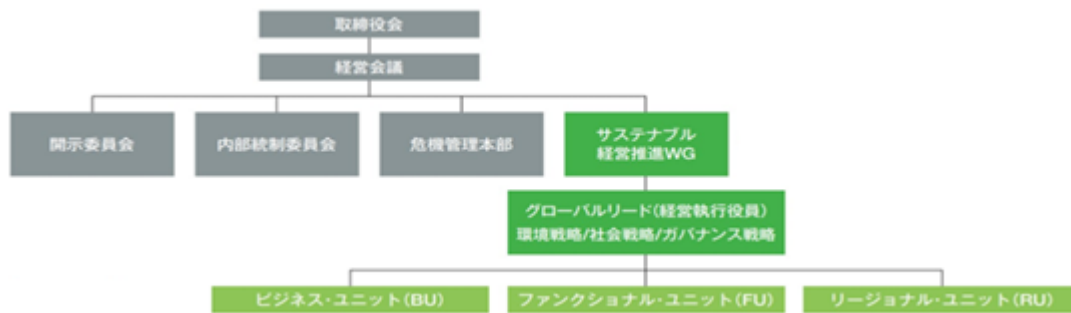 取締役会
経営会議
開示委員会
内部統制委員会
危機管理本部
サステナブル
経営推進WG
グローバルリード(経営執行役員)
環境戦略/社会戦略/ガバナンス戦略
ビジネス・ユニット(BU)
ファンクショナル・ユニット(FU)
リージョナル・ユニット(RU)